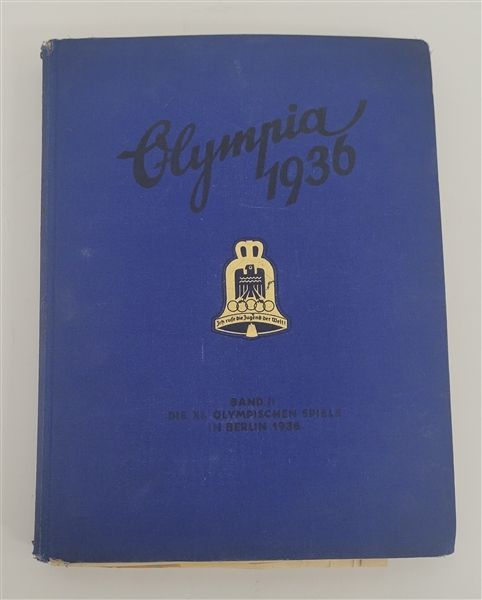 Olympia
1936
Ich rufe die Jugend der Welt!
BAND II
DIE XI. OLYMPISCHEN SPIELE
IN BERLIN 1936